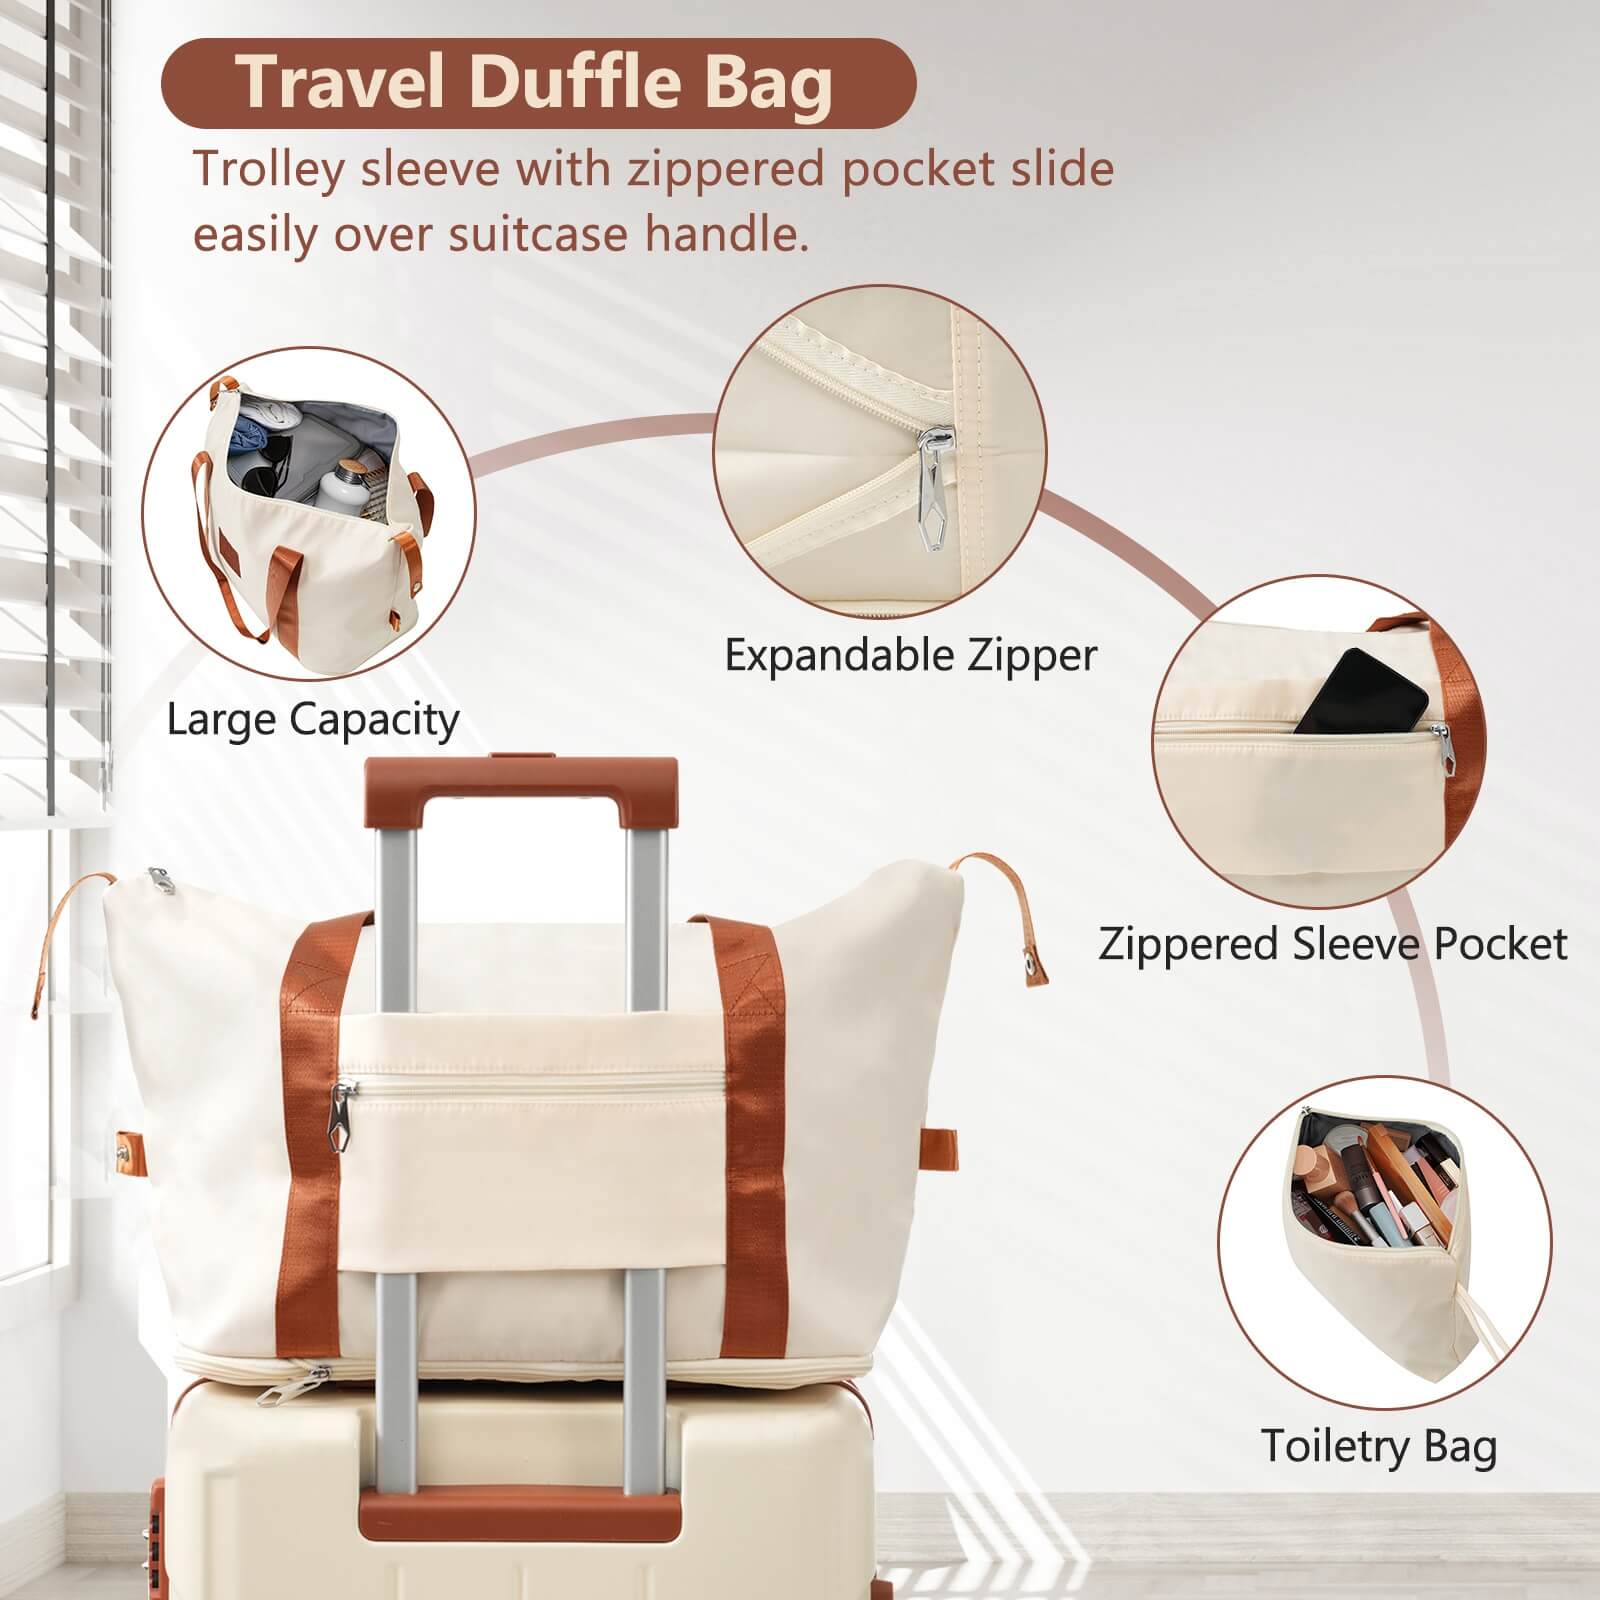 Travel Duffle Bag
Trolley sleeve with zippered pocket slide
easily over suitcase handle.
Large Capacity
Expandable Zipper
Zippered Sleeve Pocket
Toiletry Bag